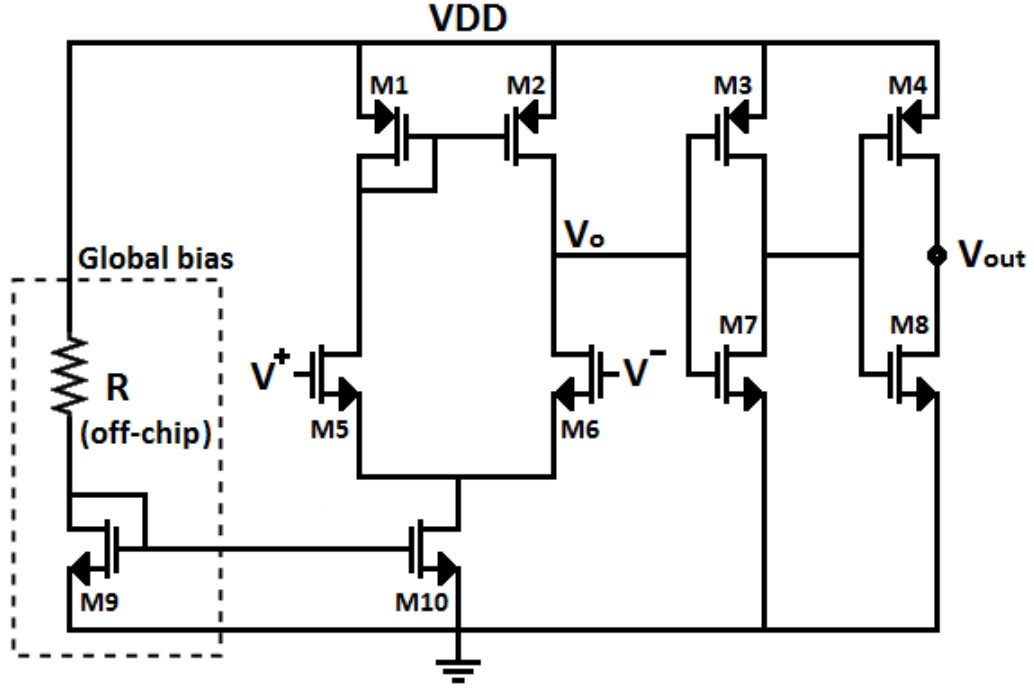 VDD
M1
M2
M3
M4
Vo
Vout
Global bias
R
(off-chip)
M7
M8
V+
V−
M5
M6
M9
M10